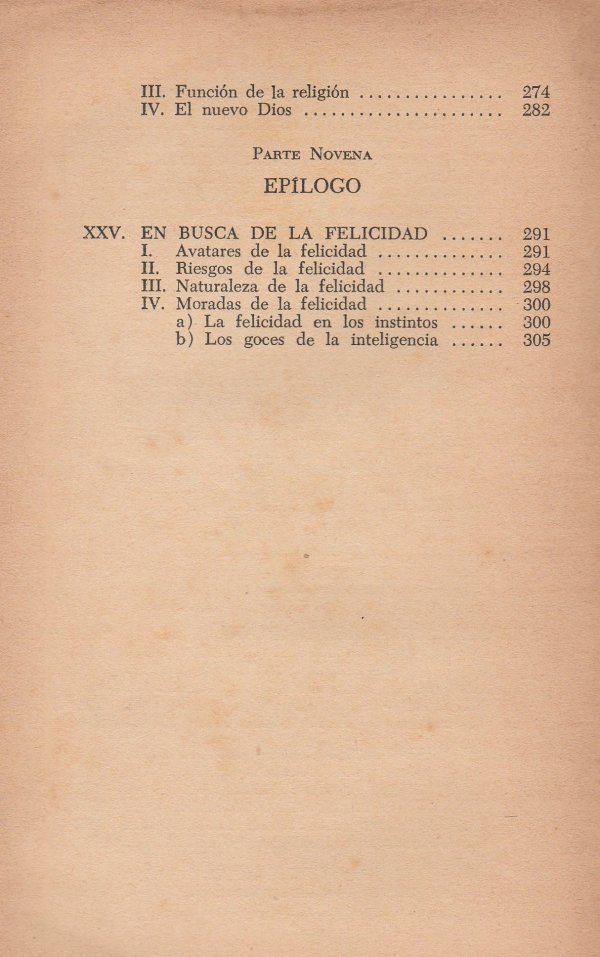 III. Función de la religión ................ 274
IV. El nuevo Dios ....................... 282
Parte Novena
EPÍLOGO
XXV. EN BUSCA DE LA FELICIDAD ....... 291
I. Avatares de la felicidad .............. 291
II. Riesgos de la felicidad .............. 294
III. Naturaleza de la felicidad ............ 298
IV. Moradas de la felicidad .............. 300
a) La felicidad en los instintos ...... 300
b) Los goces de la inteligencia ...... 305